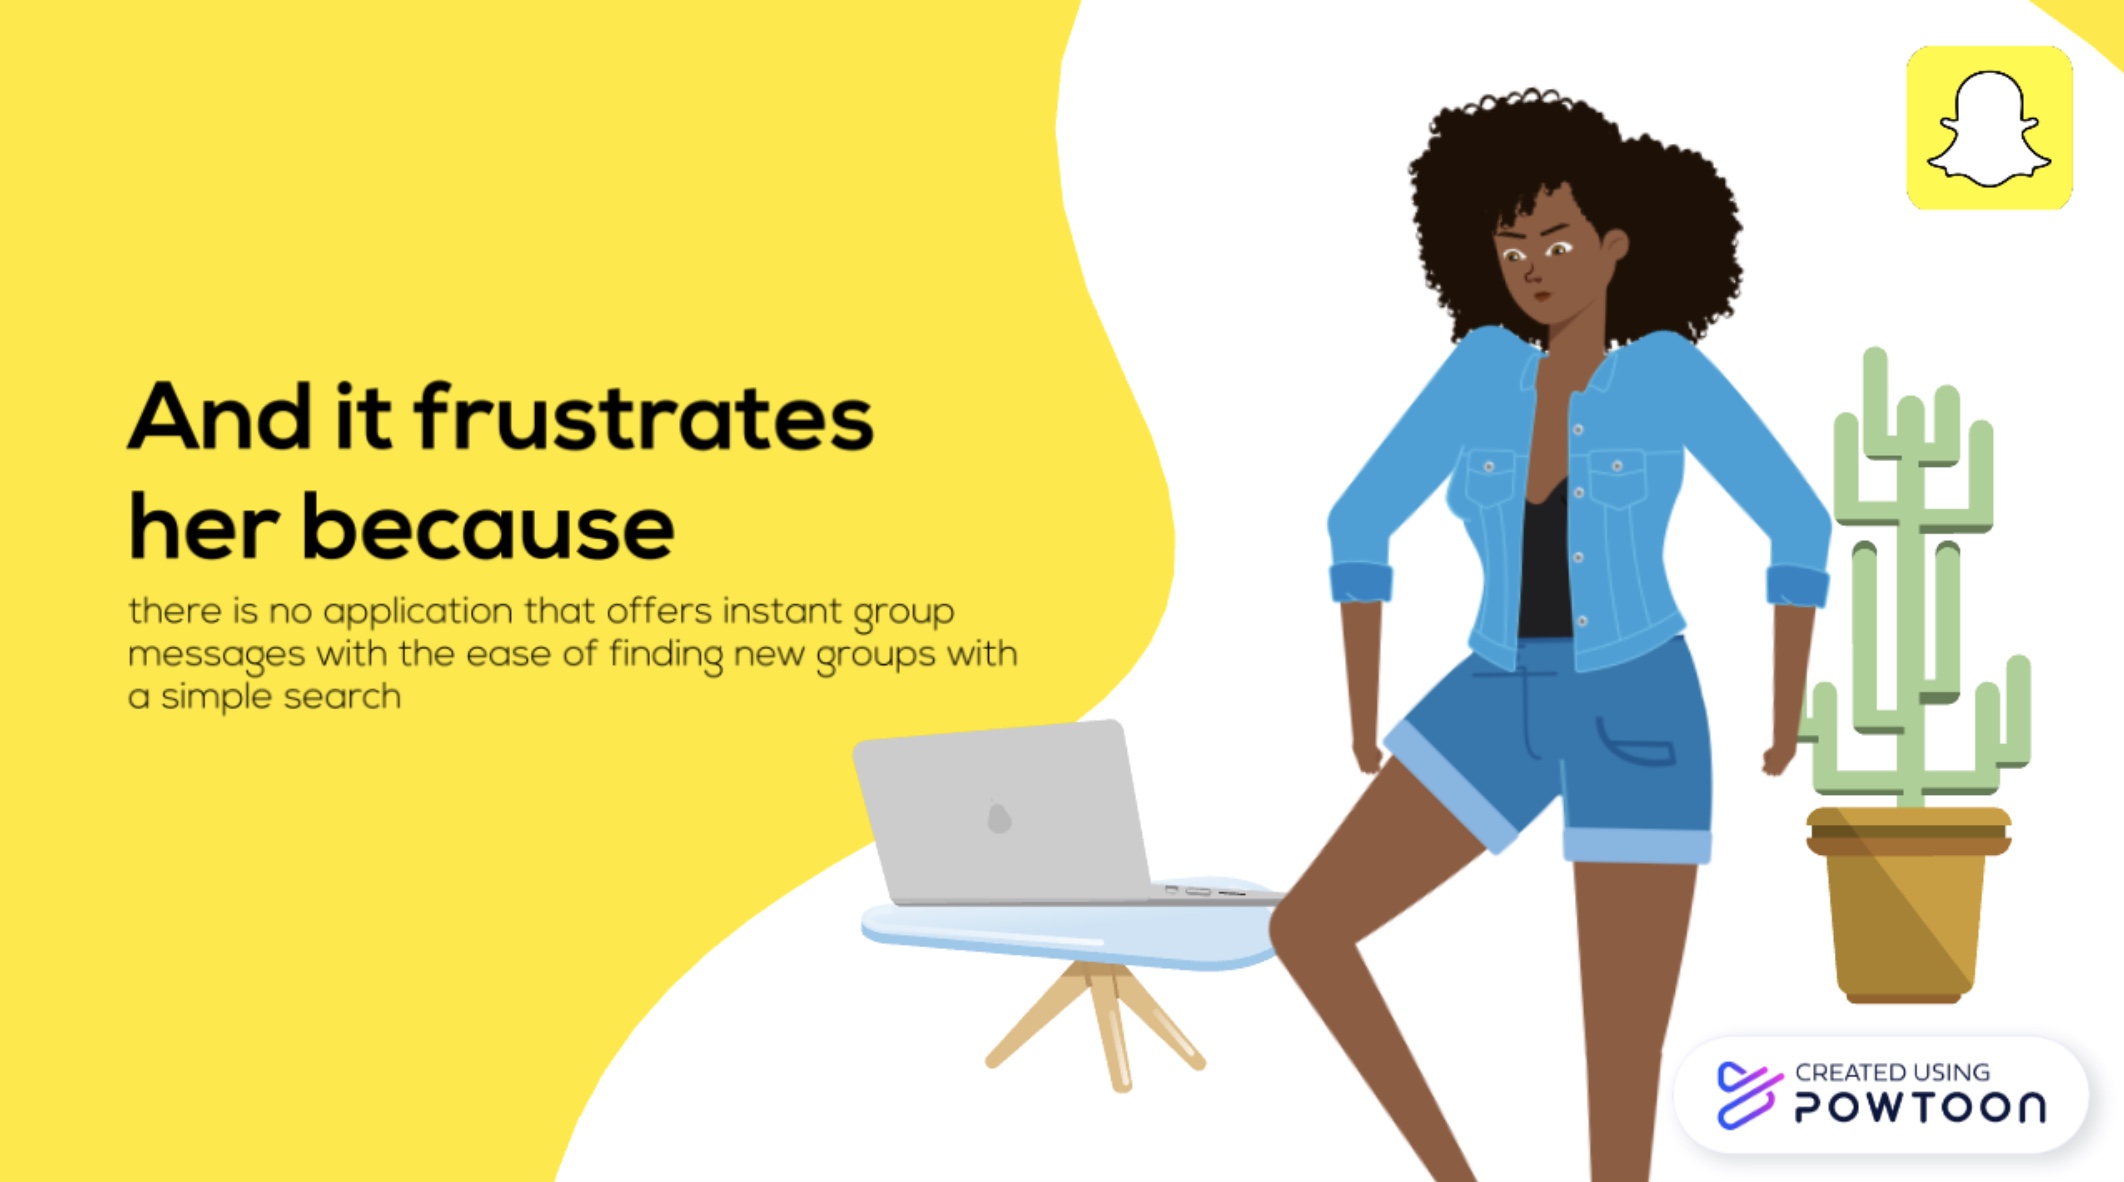 And it frustrates
her because
there is no application that offers instant group
messages with the ease of finding new groups with
a simple search
CREATED USING
POWTOON